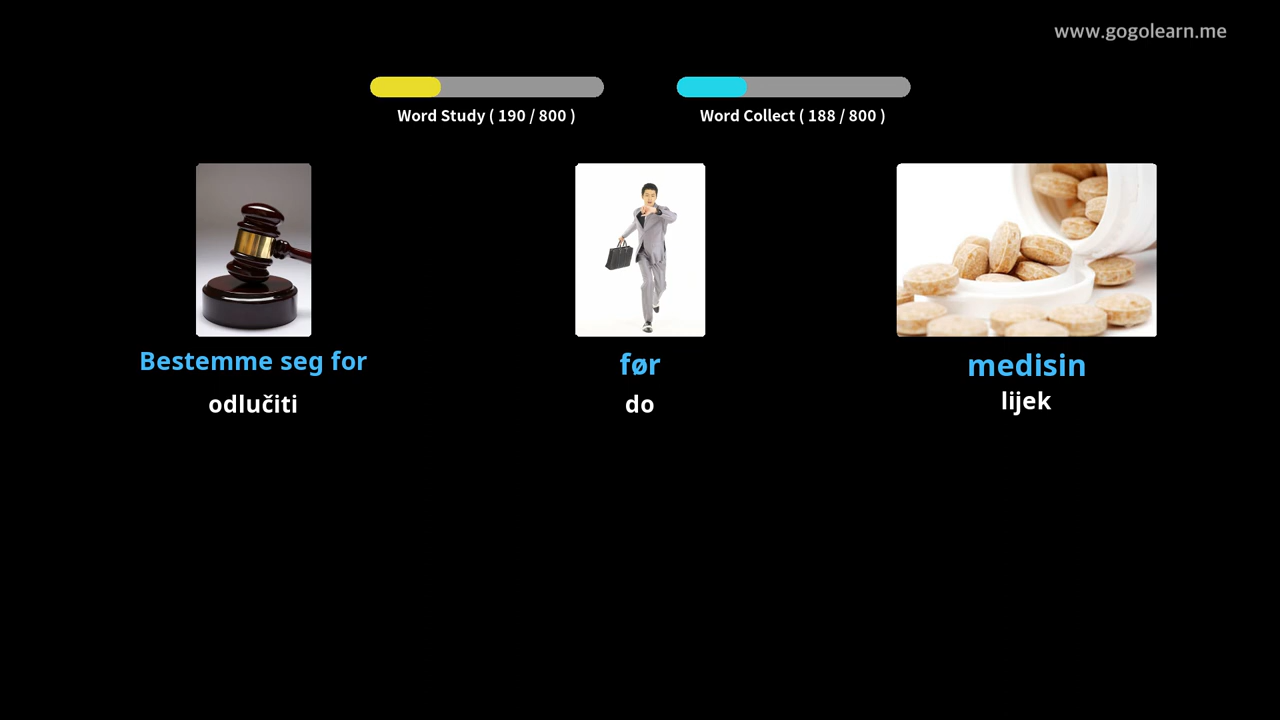 www.gogolearn.me
Word Study ( 190 / 800 )
Word Collect ( 188 / 800 )
Bestemme seg for
før
medisin
odlučiti
do
lijek